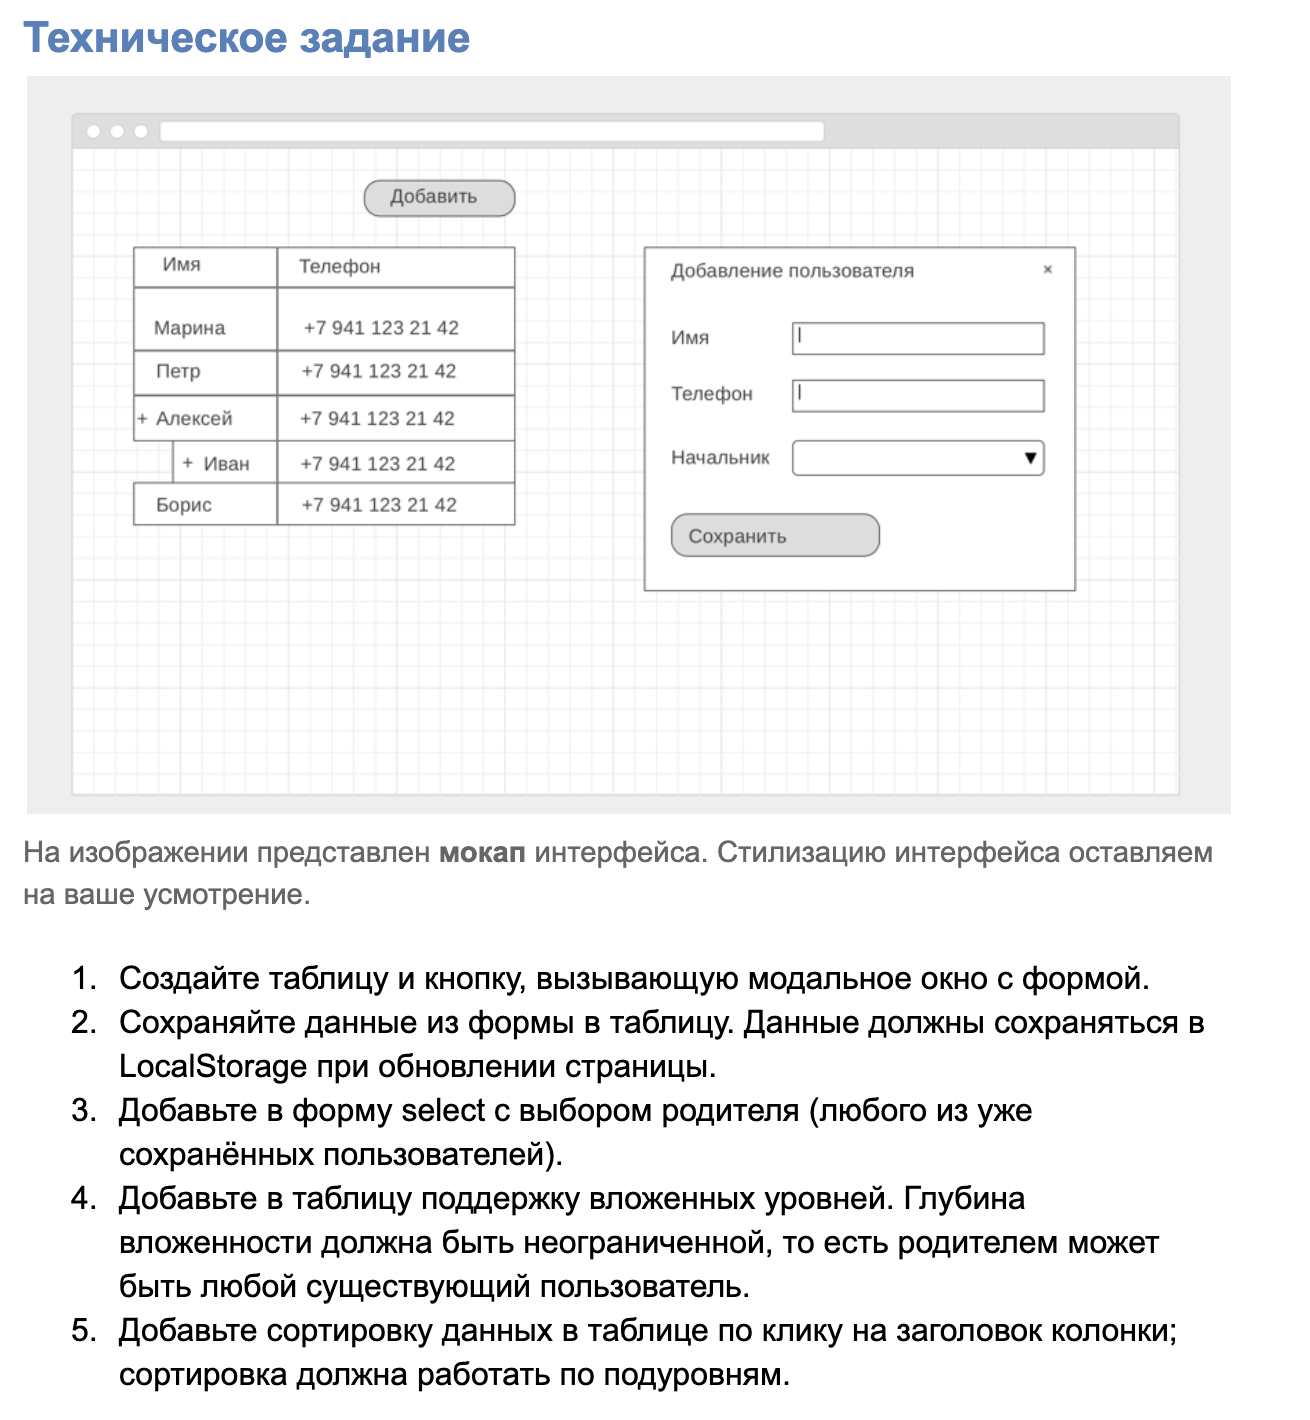 Техническое задание
Добавить
Имя Телефон
Марина +7 941 123 21 42
Петр +7 941 123 21 42
+ Алексей +7 941 123 21 42
+ Иван +7 941 123 21 42
Борис +7 941 123 21 42
Добавление пользователя ×
Имя
Телефон
Начальник
Сохранить
На изображении представлен мокап интерфейса. Стилизацию интерфейса оставляем
на ваше усмотрение.
1. Создайте таблицу и кнопку, вызывающую модальное окно с формой.
2. Сохраняйте данные из формы в таблицу. Данные должны сохраняться в
LocalStorage при обновлении страницы.
3. Добавьте в форму select с выбором родителя (любого из уже
сохранённых пользователей).
4. Добавьте в таблицу поддержку вложенных уровней. Глубина
вложенности должна быть неограниченной, то есть родителем может
быть любой существующий пользователь.
5. Добавьте сортировку данных в таблице по клику на заголовок колонки;
сортировка должна работать по подуровням.